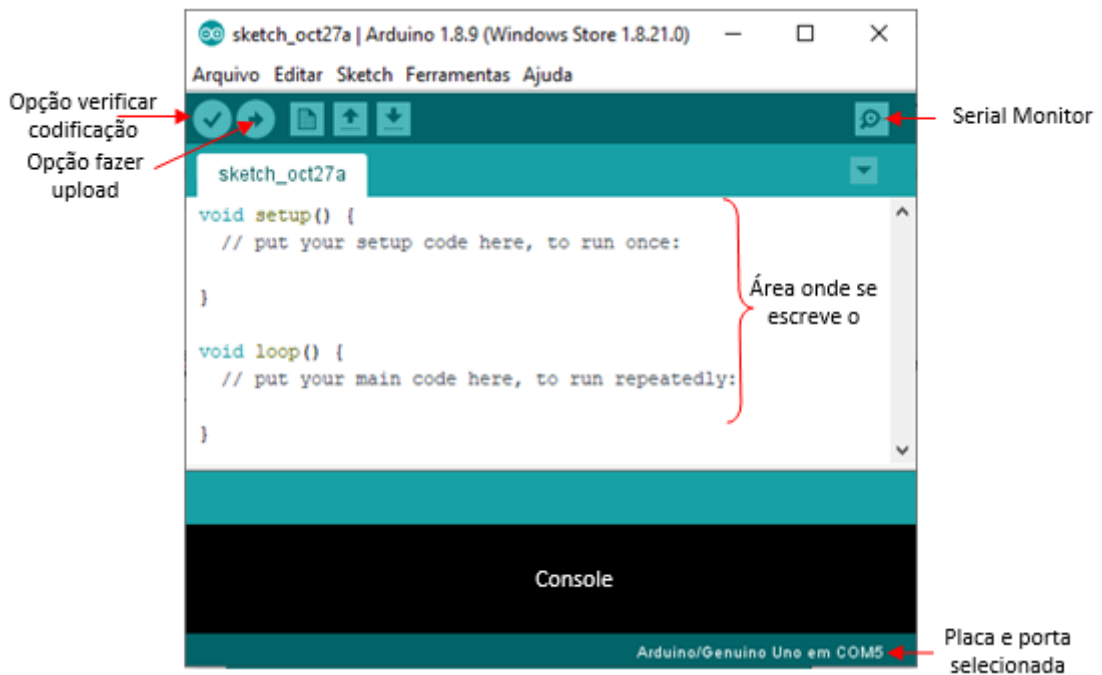 sketch_oct27a | Arduino 1.8.9 (Windows Store 1.8.21.0)
Arquivo Editar Sketch Ferramentas Ajuda
Opção verificar
codificação
Opção fazer
upload
Serial Monitor
sketch_oct27a
void setup() {
// put your setup code here, to run once:
}
void loop() {
// put your main code here, to run repeatedly:
}
Área onde se
escreve o
Console
Arduino/Genuino Uno em COM5
Placa e porta
selecionada